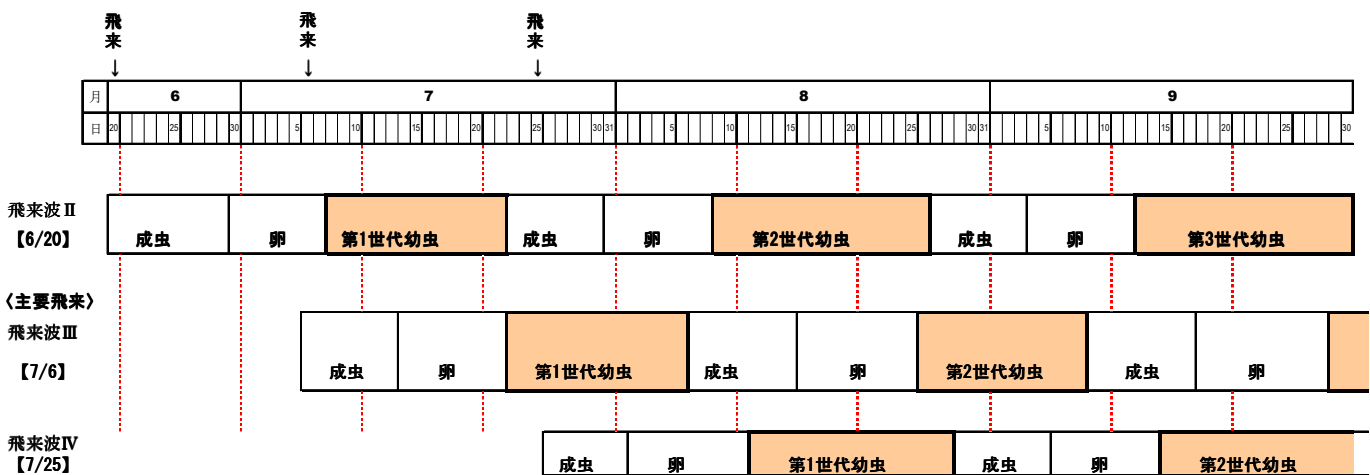 飛来 飛来 飛来
↓ ↓ ↓
月 6 7 8 9
日 20 25 30 5 10 15 20 25 30 31 5 10 15 20 25 30 31 5 10 15 20 25 30
飛来波Ⅱ
【6/20】 成虫 卵 第1世代幼虫 成虫 卵 第2世代幼虫 成虫 卵 第3世代幼虫
〈主要飛来〉
飛来波Ⅲ
【7/6】 成虫 卵 第1世代幼虫 成虫 卵 第2世代幼虫 成虫 卵
飛来波Ⅳ
【7/25】 成虫 卵 第1世代幼虫 成虫 卵 第2世代幼虫